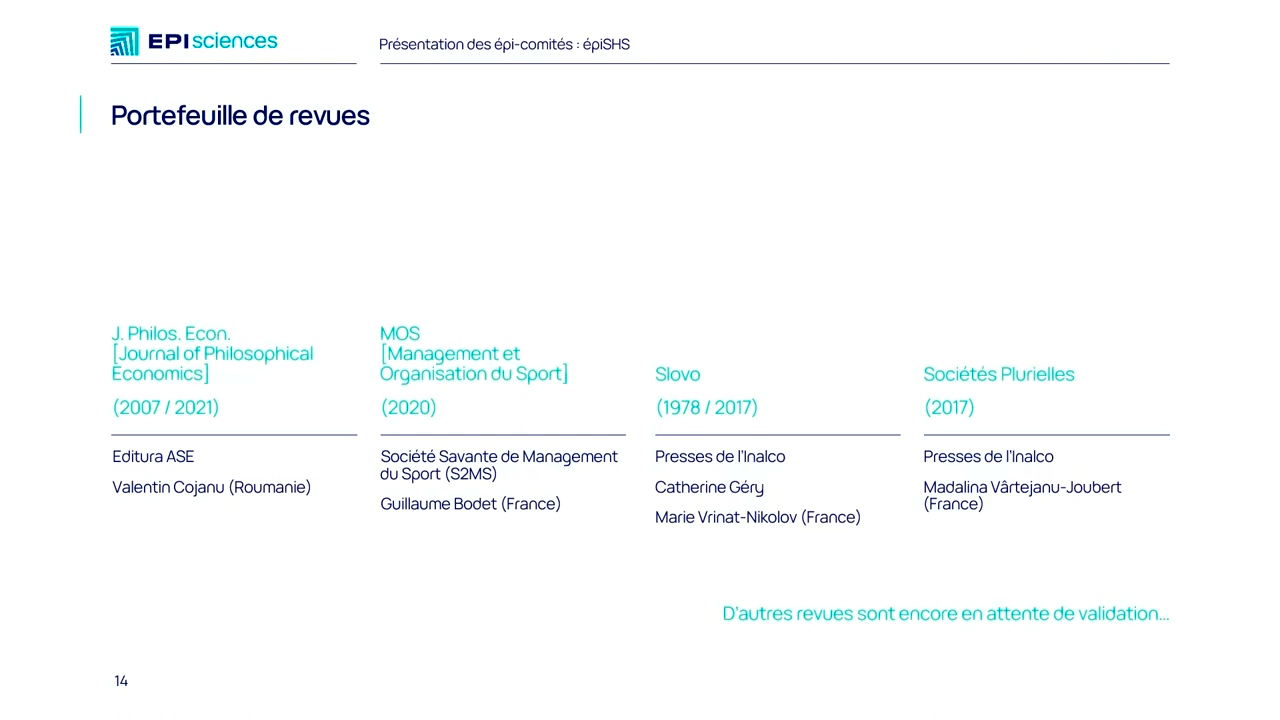 EPIsciences
Présentation des épi-comités : épiSHS
Portefeuille de revues
J. Philos. Econ.
[Journal of Philosophical
Economics]
(2007 / 2021)
Editura ASE
Valentin Cojanu (Roumanie)
MOS
[Management et
Organisation du Sport]
(2020)
Société Savante de Management
du Sport (S2MS)
Guillaume Bodet (France)
Slovo
(1978 / 2017)
Presses de l'Inalco
Catherine Géry
Marie Vrinat-Nikolov (France)
Sociétés Plurielles
(2017)
Presses de l'Inalco
Madalina Vârtejanu-Joubert
(France)
D'autres revues sont encore en attente de validation...
14